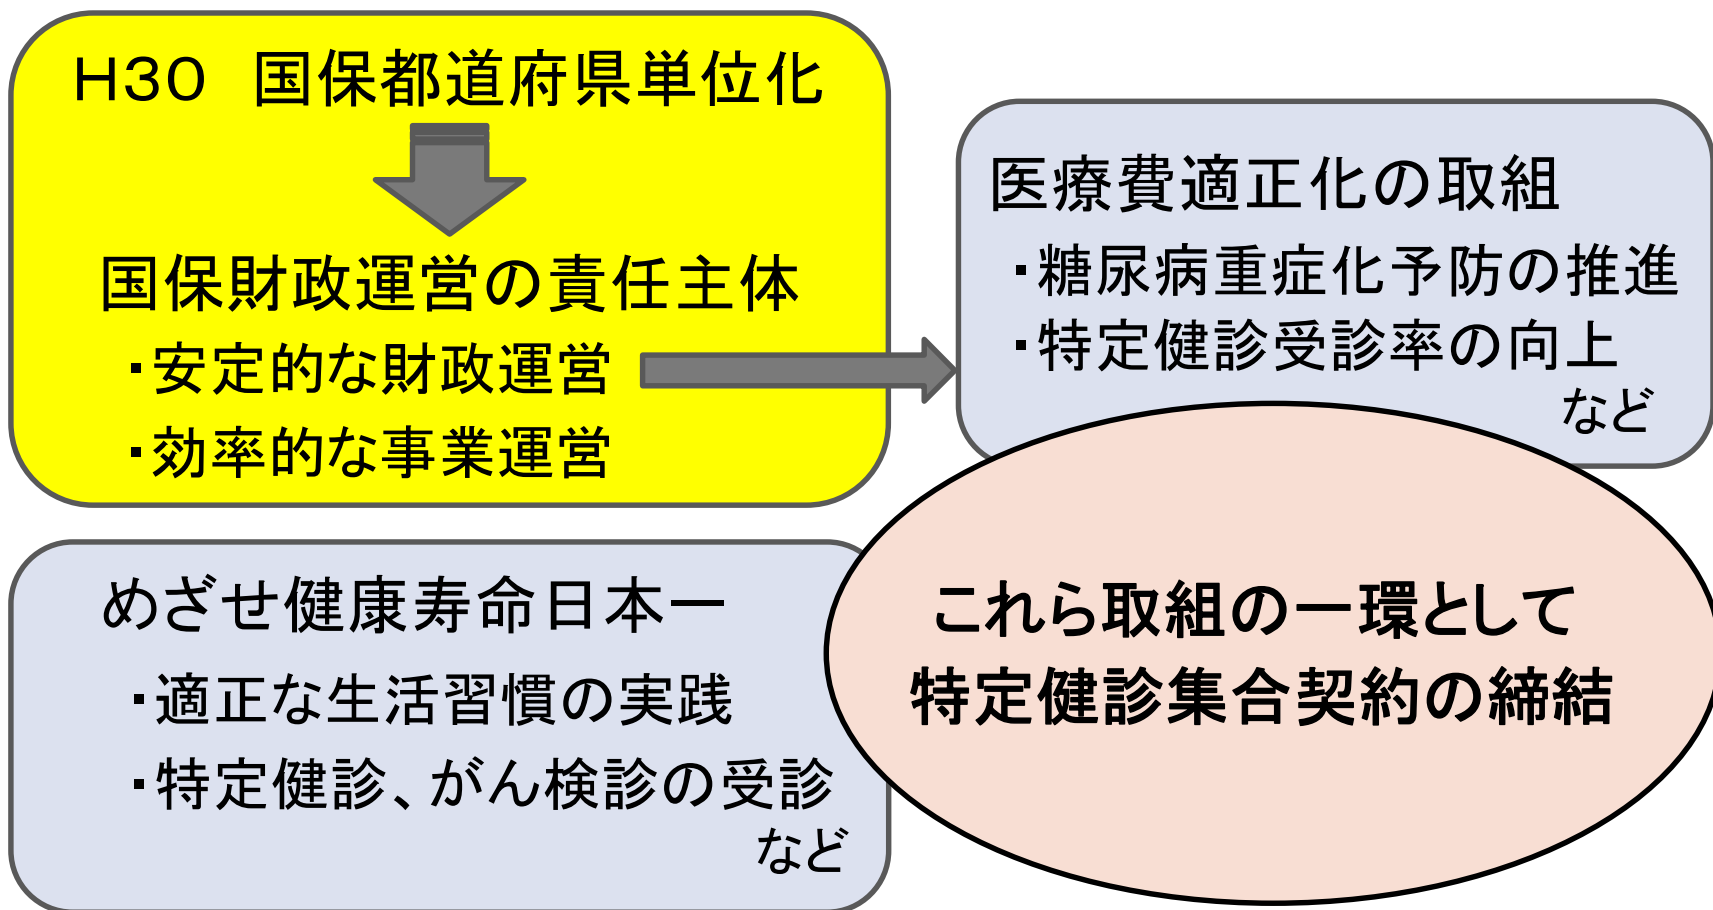 H30　国保都道府県単位化
国保財政運営の責任主体
・安定的な財政運営
・効率的な事業運営
医療費適正化の取組
・糖尿病重症化予防の推進
・特定健診受診率の向上
など
めざせ健康寿命日本一
・適正な生活習慣の実践
・特定健診、がん検診の受診
など
これら取組の一環として
特定健診集合契約の締結